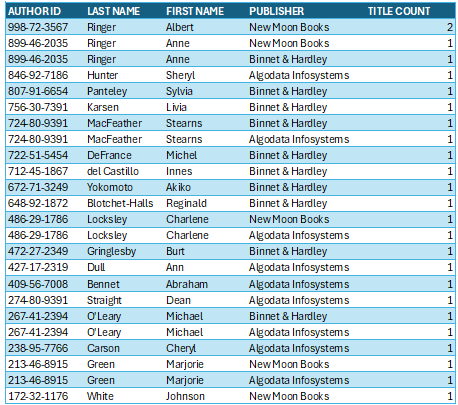 AUTHOR ID LAST NAME FIRST NAME PUBLISHER TITLE COUNT
998-72-3567 Ringer Albert New Moon Books 2
899-46-2035 Ringer Anne New Moon Books 1
899-46-2035 Ringer Anne Binnet & Hardley 1
846-92-7186 Hunter Sheryl Algodata Infosystems 1
807-91-6654 Panteley Sylvia Binnet & Hardley 1
756-30-7391 Karsen Livia Binnet & Hardley 1
724-80-9391 MacFeather Stearns Binnet & Hardley 1
724-80-9391 MacFeather Stearns Algodata Infosystems 1
722-51-5454 DeFrance Michel Binnet & Hardley 1
712-45-1867 del Castillo Innes Binnet & Hardley 1
672-71-3249 Yokomoto Akiko Binnet & Hardley 1
648-92-1872 Blotchet-Halls Reginald Binnet & Hardley 1
486-29-1786 Locksley Charlene New Moon Books 1
486-29-1786 Locksley Charlene Algodata Infosystems 1
472-27-2349 Gringlesby Burt Binnet & Hardley 1
427-17-2319 Dull Ann Algodata Infosystems 1
409-56-7008 Bennet Abraham Algodata Infosystems 1
274-80-9391 Straight Dean Algodata Infosystems 1
267-41-2394 O'Leary Michael Binnet & Hardley 1
267-41-2394 O'Leary Michael Algodata Infosystems 1
238-95-7766 Carson Cheryl Algodata Infosystems 1
213-46-8915 Green Marjorie New Moon Books 1
213-46-8915 Green Marjorie Algodata Infosystems 1
172-32-1176 White Johnson New Moon Books 1